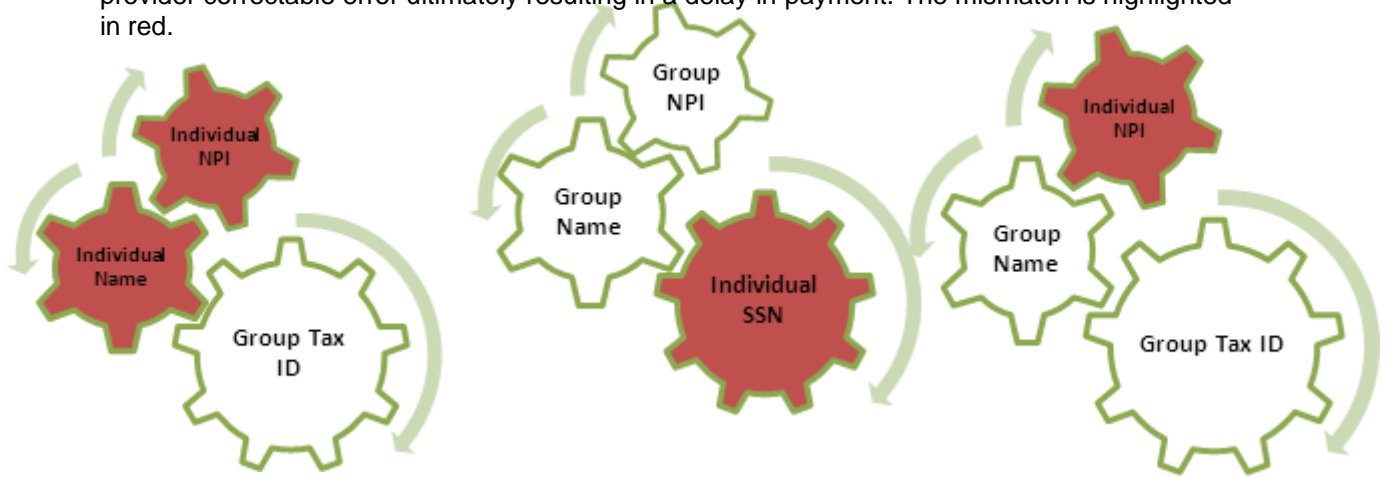 provider correctable error ultimately resulting in a delay in payment. The mismatch is highlighted
in red.
Individual
NPI
Individual
Name
Group Tax
ID
Group
NPI
Group
Name
Individual
SSN
Individual
NPI
Group
Name
Group Tax ID